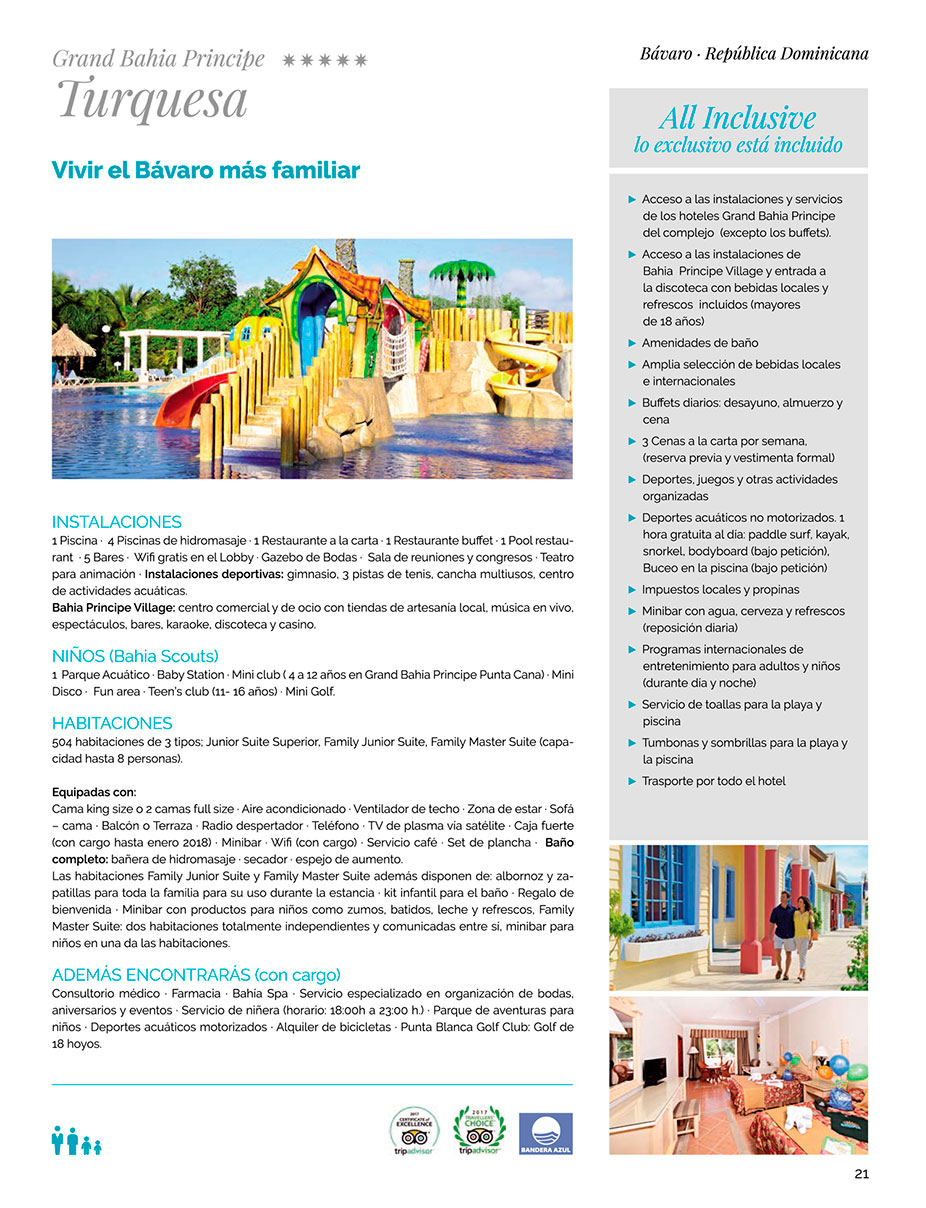 Grand Bahia Principe ✷✷✷✷✷
Turquesa
Bávaro · República Dominicana
Vivir el Bávaro más familiar
INSTALACIONES
1 Piscina · 4 Piscinas de hidromasaje · 1 Restaurante a la carta · 1 Restaurante buffet · 1 Pool restau-
rant · 5 Bares · Wifi gratis en el Lobby · Gazebo de Bodas · Sala de reuniones y congresos · Teatro
para animación · Instalaciones deportivas: gimnasio, 3 pistas de tenis, cancha multiusos, centro
de actividades acuáticas.
Bahia Principe Village: centro comercial y de ocio con tiendas de artesanía local, música en vivo,
espectáculos, bares, karaoke, discoteca y casino.
NIÑOS (Bahia Scouts)
1 Parque Acuático · Baby Station · Mini club ( 4 a 12 años en Grand Bahia Principe Punta Cana) · Mini
Disco · Fun area · Teen's club (11- 16 años) · Mini Golf.
HABITACIONES
504 habitaciones de 3 tipos; Junior Suite Superior, Family Junior Suite, Family Master Suite (capa-
cidad hasta 8 personas).
Equipadas con:
Cama king size o 2 camas full size · Aire acondicionado · Ventilador de techo · Zona de estar · Sofá
– cama · Balcón o Terraza · Radio despertador · Teléfono · TV de plasma vía satélite · Caja fuerte
(con cargo hasta enero 2018) · Minibar · Wifi (con cargo) · Servicio café · Set de plancha · Baño
completo: bañera de hidromasaje · secador · espejo de aumento.
Las habitaciones Family Junior Suite y Family Master Suite además disponen de: albornoz y za-
patillas para toda la familia para su uso durante la estancia · kit infantil para el baño · Regalo de
bienvenida · Minibar con productos para niños como zumos, batidos, leche y refrescos, Family
Master Suite: dos habitaciones totalmente independientes y comunicadas entre sí, minibar para
niños en una da las habitaciones.
ADEMÁS ENCONTRARÁS (con cargo)
Consultorio médico · Farmacia · Bahía Spa · Servicio especializado en organización de bodas,
aniversarios y eventos · Servicio de niñera (horario: 18:00h a 23:00 h.) · Parque de aventuras para
niños · Deportes acuáticos motorizados · Alquiler de bicicletas · Punta Blanca Golf Club: Golf de
18 hoyos.
All Inclusive
lo exclusivo está incluido
► Acceso a las instalaciones y servicios
de los hoteles Grand Bahia Principe
del complejo (excepto los buffets).
► Acceso a las instalaciones de
Bahia Principe Village y entrada a
la discoteca con bebidas locales y
refrescos incluidos (mayores
de 18 años)
► Amenidades de baño
► Amplia selección de bebidas locales
e internacionales
► Buffets diarios: desayuno, almuerzo y
cena
► 3 Cenas a la carta por semana,
(reserva previa y vestimenta formal)
► Deportes, juegos y otras actividades
organizadas
► Deportes acuáticos no motorizados. 1
hora gratuita al día: paddle surf, kayak,
snorkel, bodyboard (bajo petición),
Buceo en la piscina (bajo petición)
► Impuestos locales y propinas
► Minibar con agua, cerveza y refrescos
(reposición diaria)
► Programas internacionales de
entretenimiento para adultos y niños
(durante día y noche)
► Servicio de toallas para la playa y
piscina
► Tumbonas y sombrillas para la playa y
la piscina
► Trasporte por todo el hotel
2017
CERTIFICATE of
EXCELLENCE
tripadvisor
2017
TRAVELLERS'
CHOICE
tripadvisor
BANDERA AZUL
21